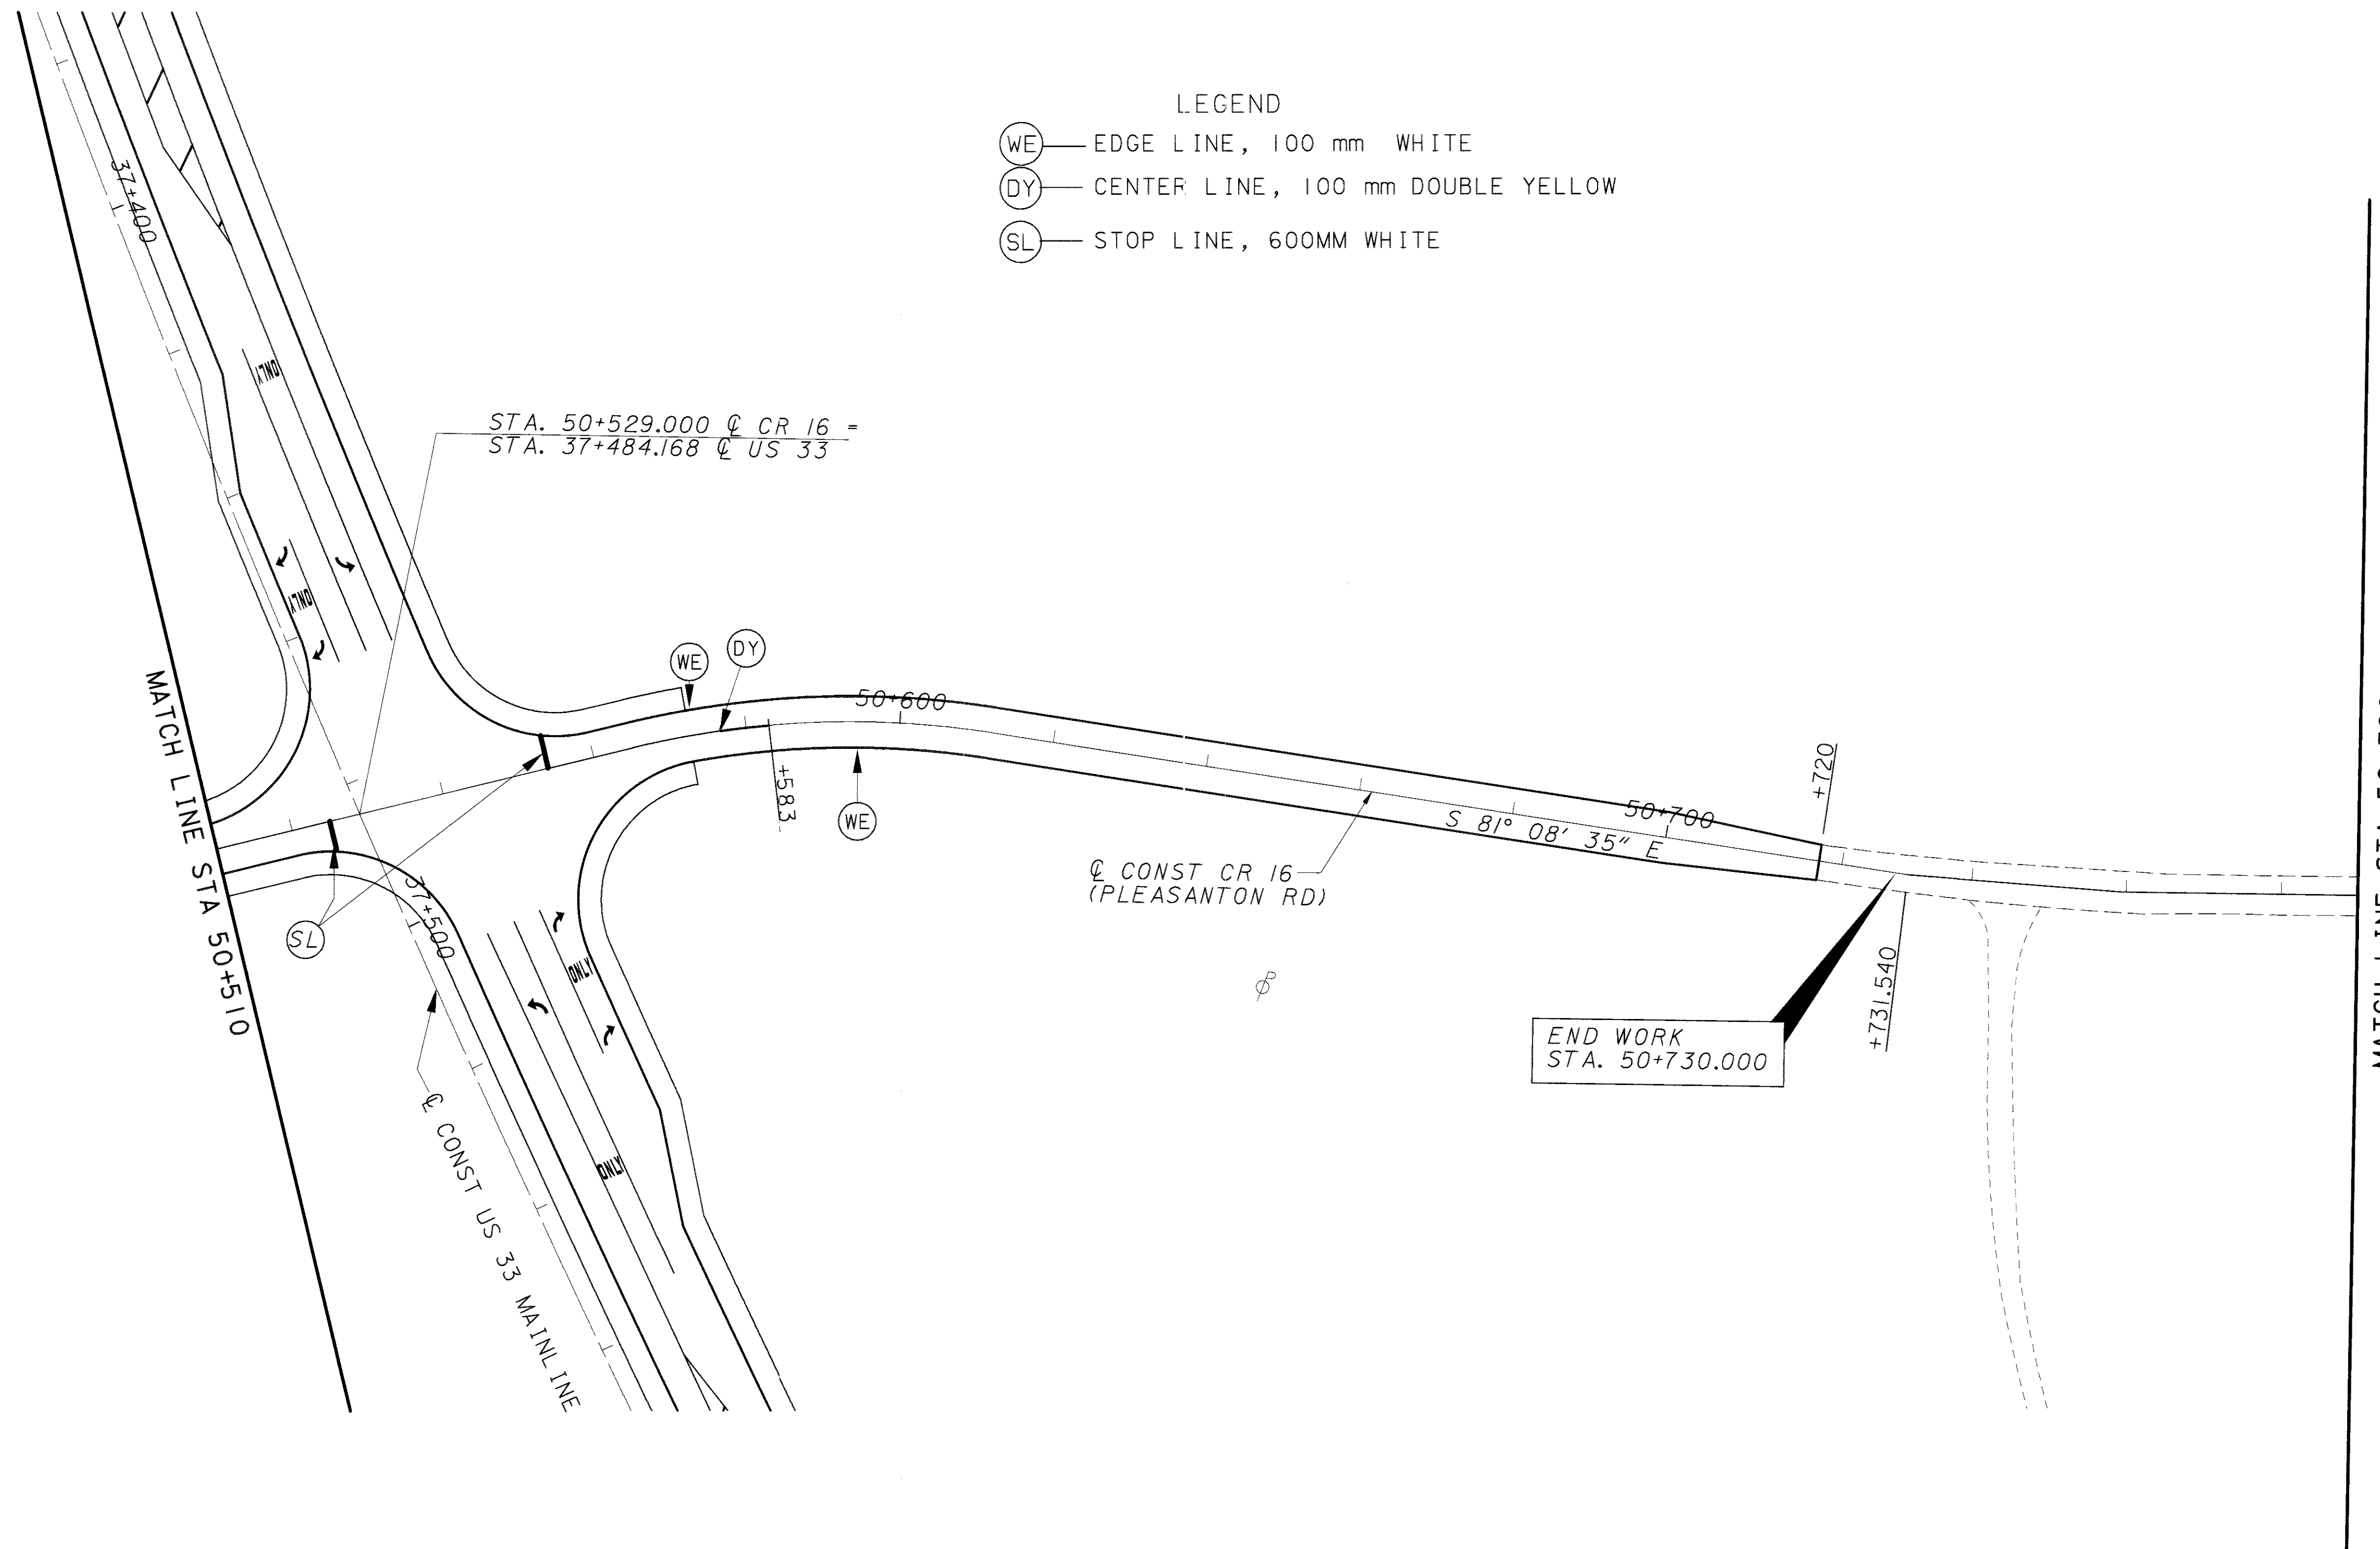 LEGEND
WE EDGE LINE, 100 mm WHITE
DY CENTER LINE, 100 mm DOUBLE YELLOW
SL STOP LINE, 600MM WHITE
37+400
ONLY
STA. 50+529.000 ℄ CR 16 =
STA. 37+484.168 ℄ US 33
ONLY
WE
DY
50+600
MATCH LINE STA 50+510
+583
WE
+720
50+700
S 81° 08' 35" E
℄ CONST CR 16
(PLEASANTON RD)
SL
37+500
ONLY
END WORK
STA. 50+730.000
+731.540
℄ CONST US 33 MAINLINE
ONLY
MATCH LINE